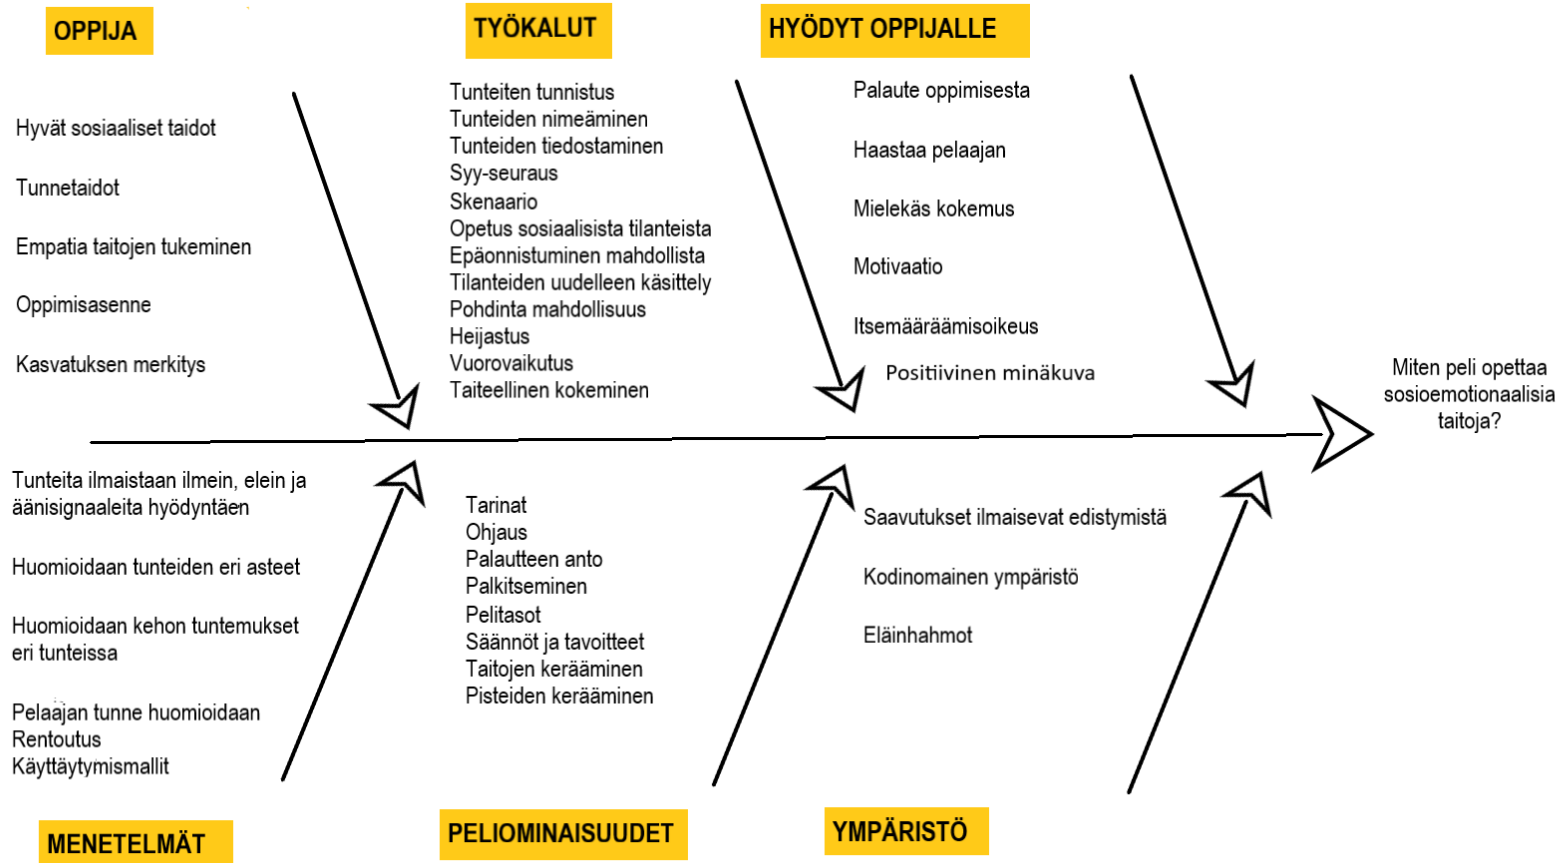 OPPIJA
Hyvät sosiaaliset taidot
Tunnetaidot
Empatia taitojen tukeminen
Oppimisasenne
Kasvatuksen merkitys
TYÖKALUT
Tunteiten tunnistus
Tunteiden nimeäminen
Tunteiden tiedostaminen
Syy-seuraus
Skenaario
Opetus sosiaalisista tilanteista
Epäonnistuminen mahdollista
Tilanteiden uudelleen käsittely
Pohdinta mahdollisuus
Heijastus
Vuorovaikutus
Taiteellinen kokeminen
HYÖDYT OPPIJALLE
Palaute oppimisesta
Haastaa pelaajan
Mielekäs kokemus
Motivaatio
Itsemääräämisoikeus
Positiivinen minäkuva
Miten peli opettaa
sosioemotionaalisia
taitoja?
Tunteita ilmaistaan ilmein, elein ja
äänisignaaleita hyödyntäen
Huomioidaan tunteiden eri asteet
Huomioidaan kehon tuntemukset
eri tunteissa
Pelaajan tunne huomioidaan
Rentoutus
Käyttäytymismallit
MENETELMÄT
Tarinat
Ohjaus
Palautteen anto
Palkitseminen
Pelitasot
Säännöt ja tavoitteet
Taitojen kerääminen
Pisteiden kerääminen
PELIOMINAISUUDET
Saavutukset ilmaisevat edistymistä
Kodinomainen ympäristö
Eläinhahmot
YMPÄRISTÖ